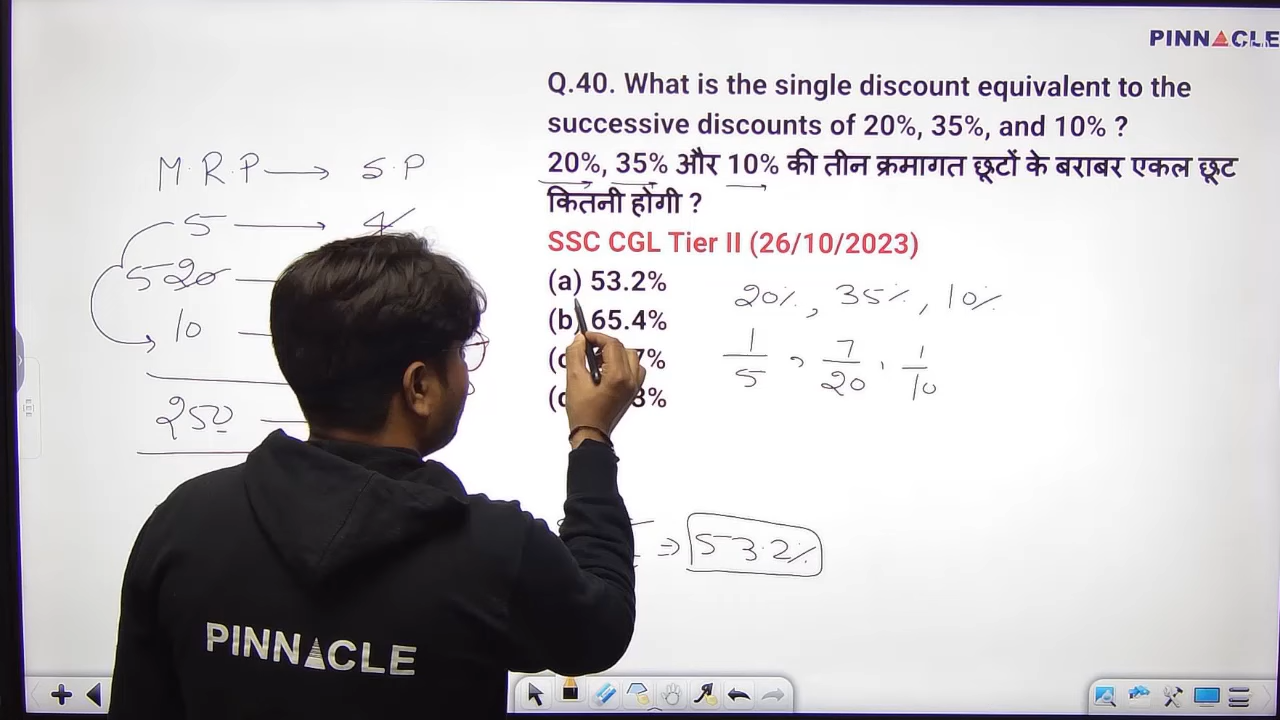 PINNACLE
Q.40. What is the single discount equivalent to the
successive discounts of 20%, 35%, and 10% ?
20%, 35% और 10% की तीन क्रमागत छूटों के बराबर एकल छूट
कितनी होगी ?
SSC CGL Tier II (26/10/2023)
(a) 53.2%
(b) 65.4%
M.R.P → S.P
5 → 4
5 20
10
250
20%, 35%, 10%
1/5, 7/20, 1/10
⇒ 53.2%
PINNACLE